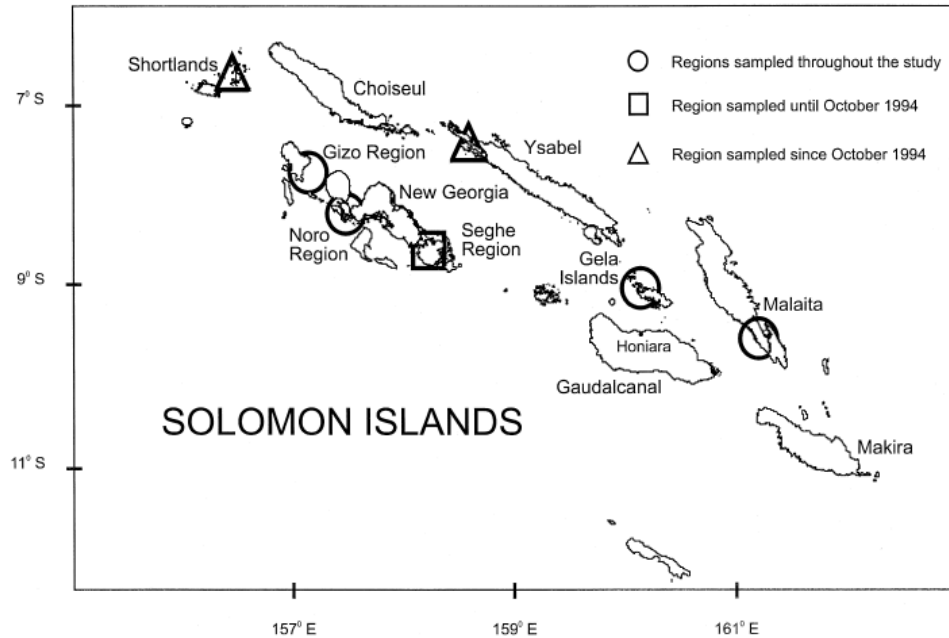 Shortlands
Choiseul
Regions sampled throughout the study
7° S
Region sampled until October 1994
Gizo Region
Ysabel
Region sampled since October 1994
New Georgia
Noro
Region
Seghe
Region
9° S
Gela
Islands
Malaita
Honiara
Gaudalcanal
SOLOMON ISLANDS
Makira
11° S
157° E
159° E
161° E